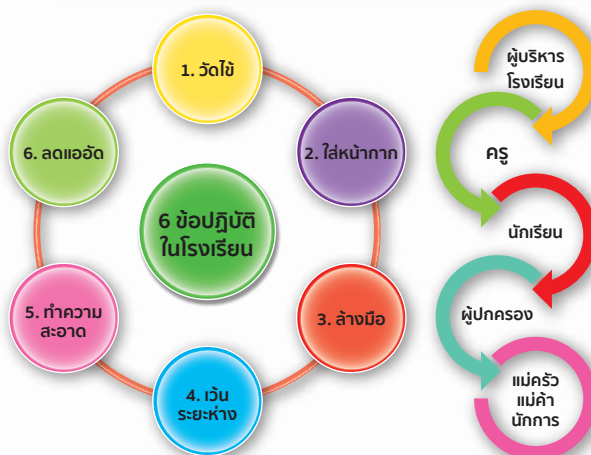 6 ข้อปฏิบัติ
ในโรงเรียน
1. วัดไข้
2. ใส่หน้ากาก
3. ล้างมือ
4. เว้น
ระยะห่าง
5. ทำความ
สะอาด
6. ลดแออัด
ผู้บริหาร
โรงเรียน
ครู
นักเรียน
ผู้ปกครอง
แม่ครัว
แม่ค้า
นักการ